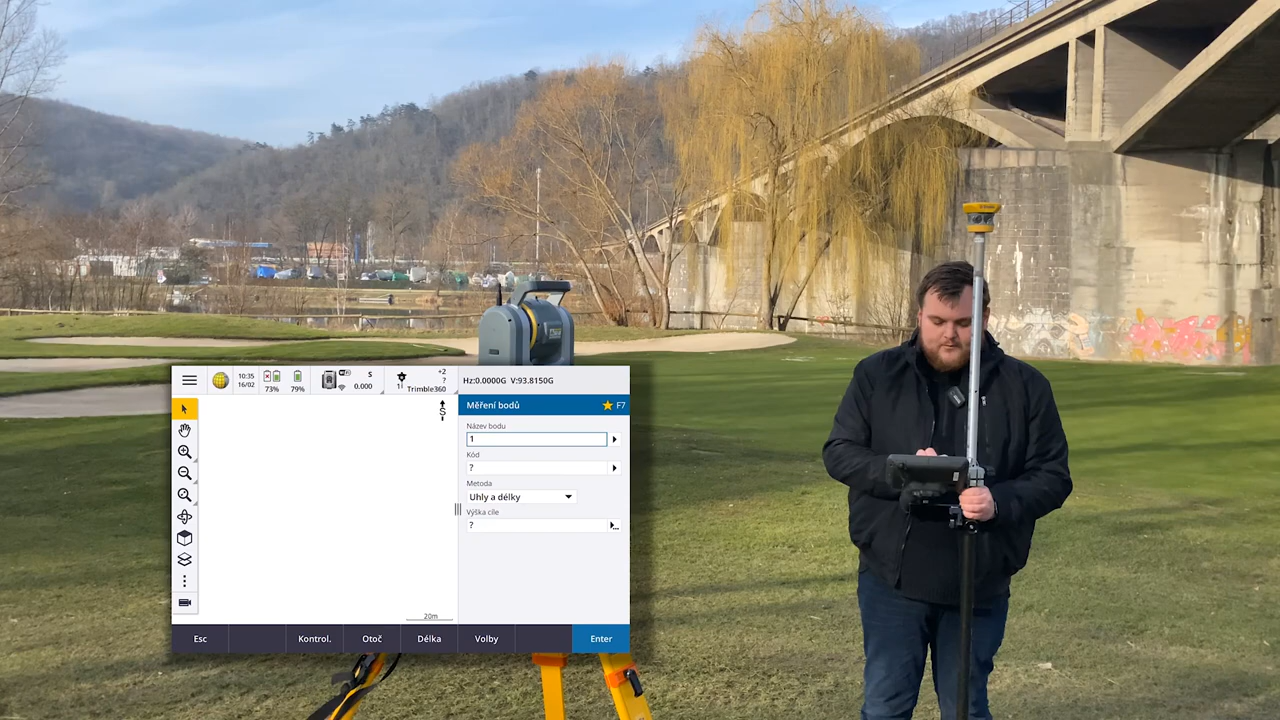 10:35
16/02
73%
79%
S
0.000
+2
?
1
Trimble360
Hz:0.0000G V:93.8150G
Měření bodů
F7
Název bodu
1
Kód
?
Metoda
Uhly a délky
Výška cíle
?
S
20m
Esc
Kontrol.
Otoč
Délka
Volby
Enter